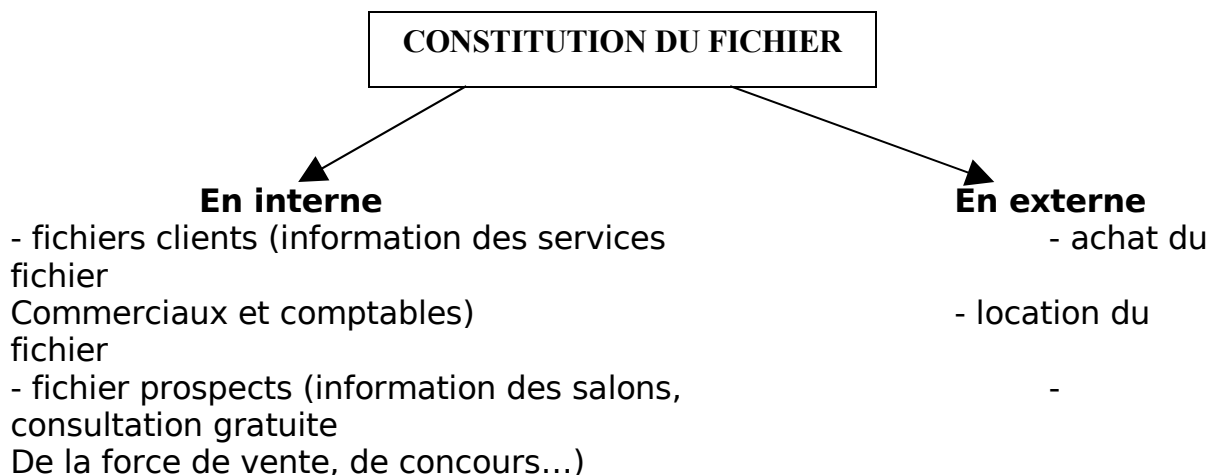 CONSTITUTION DU FICHIER
En interne En externe
- fichiers clients (information des services - achat du
fichier
Commerciaux et comptables) - location du
fichier
- fichier prospects (information des salons, -
consultation gratuite
De la force de vente, de concours…)